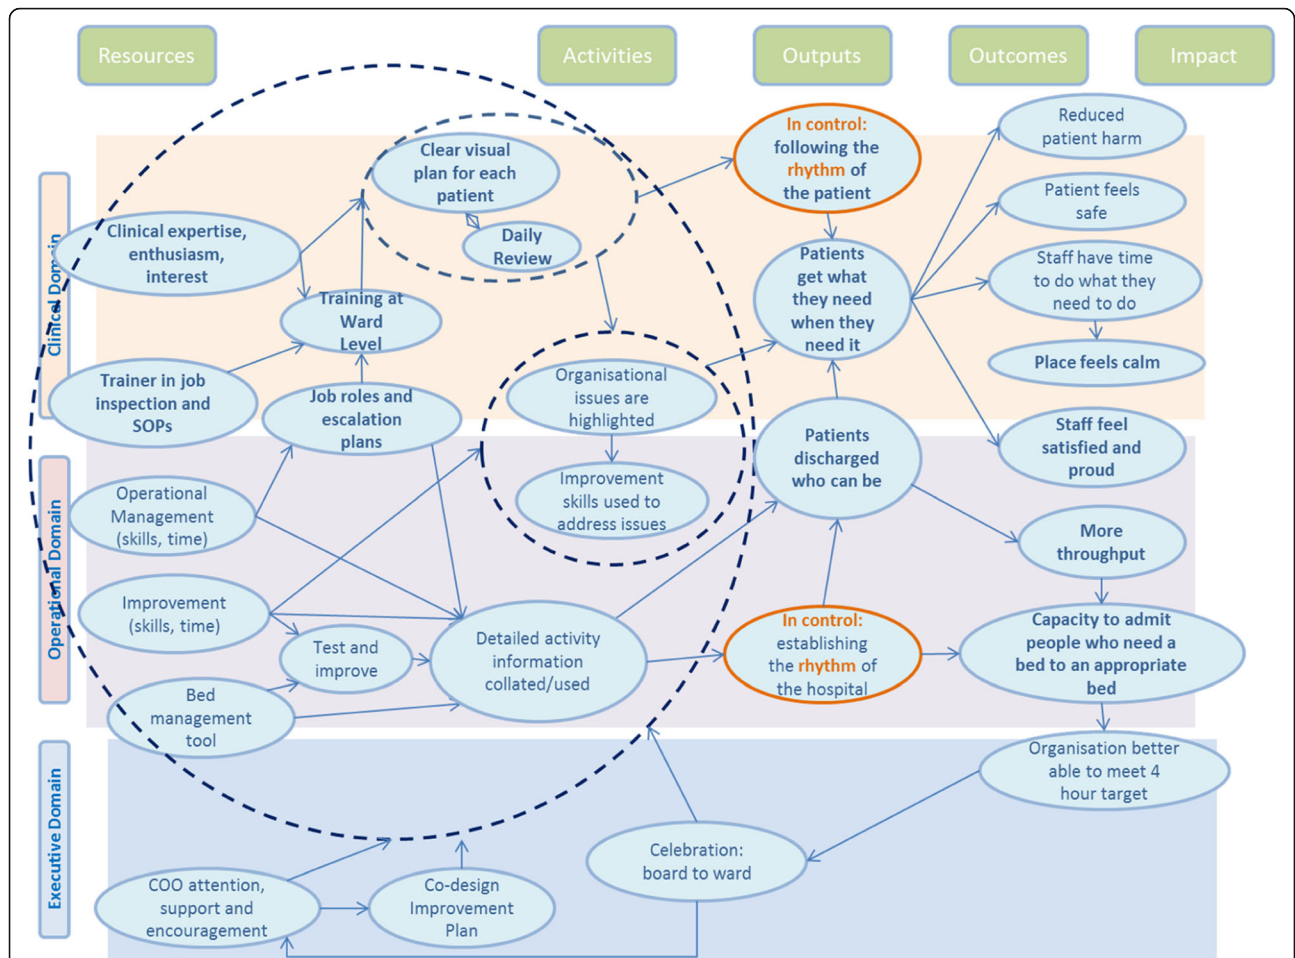 Resources
Activities
Outputs
Outcomes
Impact
Clinical Domain
Clinical expertise,
enthusiasm,
interest
Trainer in job
inspection and
SOPs
Training at
Ward
Level
Job roles and
escalation
plans
Clear visual
plan for each
patient
Daily
Review
Organisational
issues are
highlighted
Improvement
skills used to
address issues
In control:
following the
rhythm of
the patient
Patients
get what
they need
when they
need it
Patients
discharged
who can be
Reduced
patient harm
Patient feels
safe
Staff have time
to do what they
need to do
Place feels calm
Staff feel
satisfied and
proud
Operational Domain
Operational
Management
(skills, time)
Improvement
(skills, time)
Bed
management
tool
Test and
improve
Detailed activity
information
collated/used
In control:
establishing
the rhythm of
the hospital
More
throughput
Capacity to admit
people who need a
bed to an appropriate
bed
Organisation better
able to meet 4
hour target
Executive Domain
COO attention,
support and
encouragement
Co-design
Improvement
Plan
Celebration:
board to ward